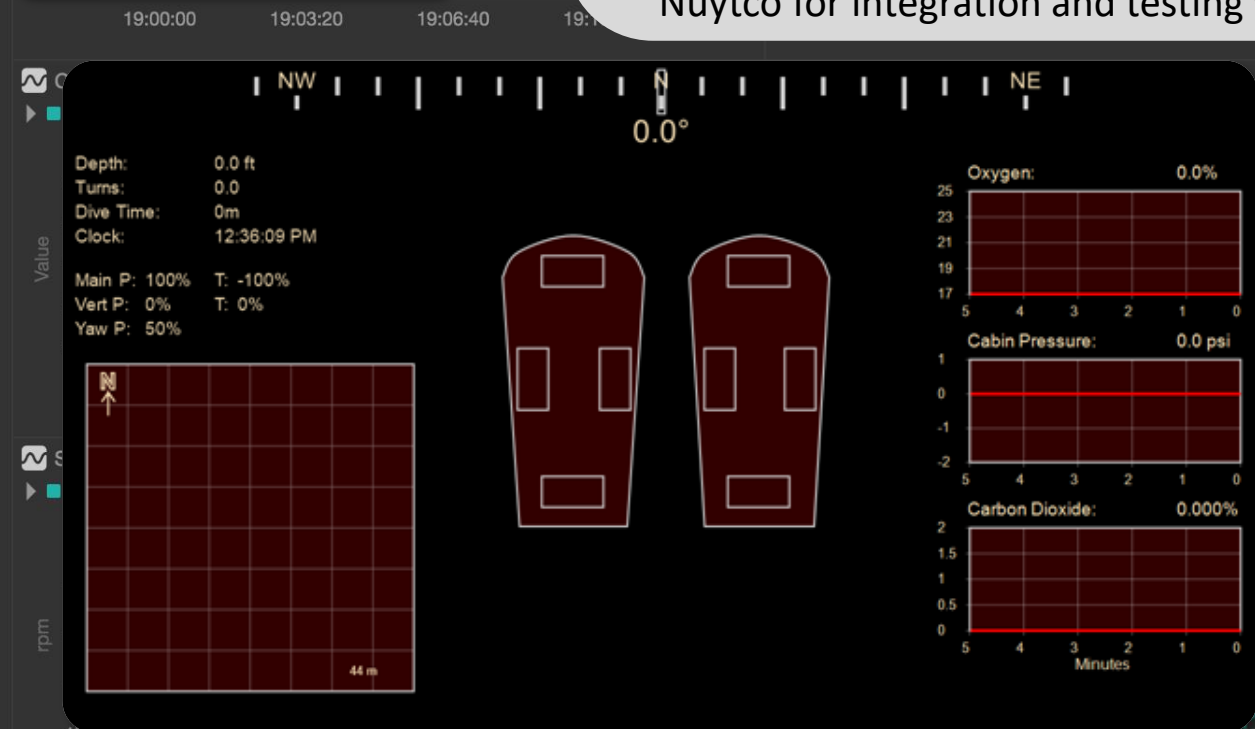 Nuytco for integration and testing
19:00:00 19:03:20 19:06:40
NW N NE
0.0°
Depth: 0.0 ft
Turns: 0.0
Dive Time: 0m
Clock: 12:36:09 PM
Main P: 100% T: -100%
Vert P: 0% T: 0%
Yaw P: 50%
N
44 m
Oxygen: 0.0%
25
23
21
19
17
5 4 3 2 1 0
Cabin Pressure: 0.0 psi
1
0
-1
-2
5 4 3 2 1 0
Carbon Dioxide: 0.000%
2
1.5
1
0.5
0
5 4 3 2 1 0
Minutes
Value
rpm